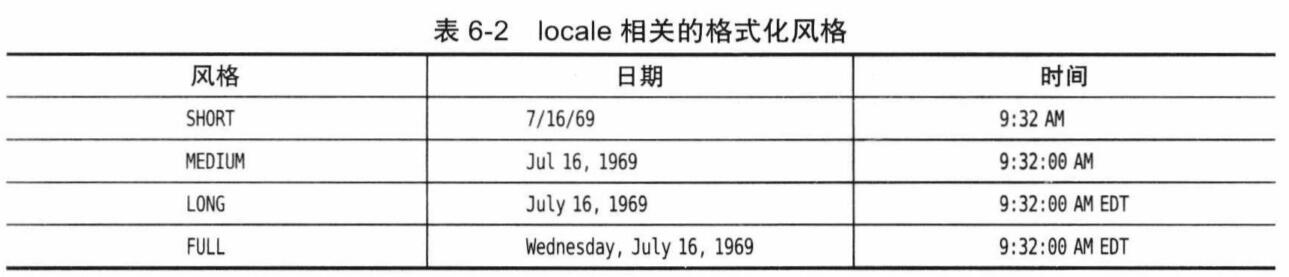 表 6-2 locale 相关的格式化风格
风格 日期 时间
SHORT 7/16/69 9:32 AM
MEDIUM Jul 16, 1969 9:32:00 AM
LONG July 16, 1969 9:32:00 AM EDT
FULL Wednesday, July 16, 1969 9:32:00 AM EDT